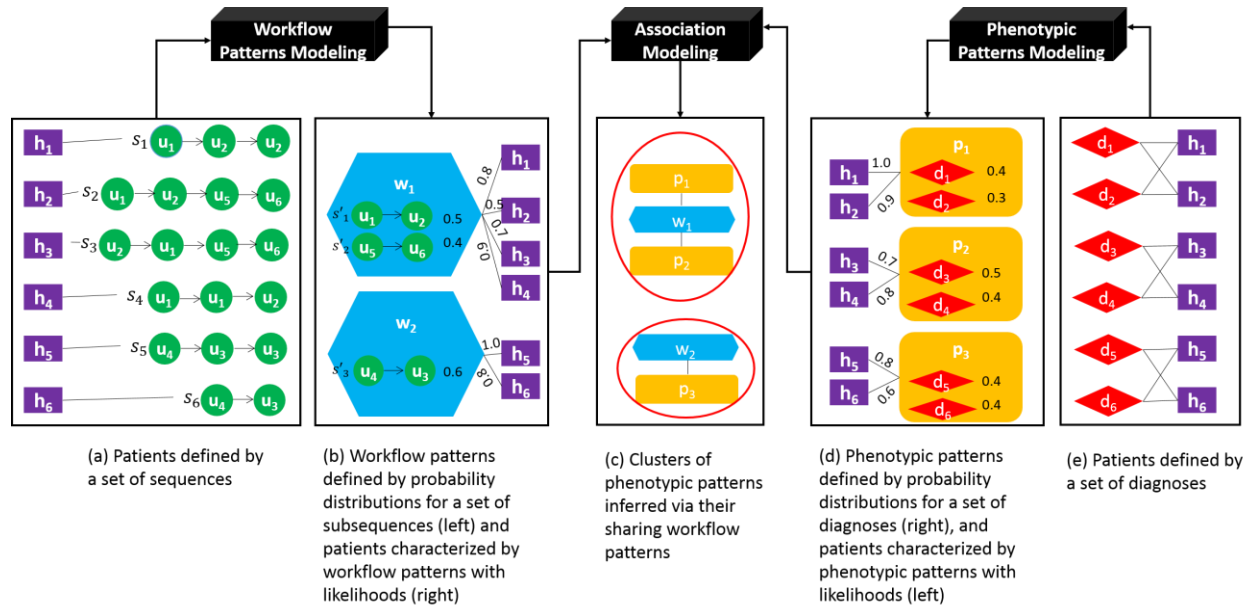 Workflow
Patterns Modeling
Association
Modeling
Phenotypic
Patterns Modeling
h1 s1 u1 u2 u2
h2 s2 u1 u2 u5 u6
h3 s3 u2 u1 u5 u6
h4 s4 u1 u1 u2
h5 s5 u4 u3 u3
h6 s6 u4 u3
w1
s'1 u1 u2 0.5
s'2 u5 u6 0.4
0.8 h1
0.5 h2
0.7 h3
0.9 h4
w2
s'3 u4 u3 0.6
1.0 h5
0.8 h6
p1
w1
p2
w2
p3
p1
h1 1.0 d1 0.4
h2 0.9 d2 0.3
p2
h3 0.7 d3 0.5
h4 0.8 d4 0.4
p3
h5 0.8 d5 0.4
h6 0.6 d6 0.4
d1 h1
d2 h2
d3 h3
d4 h4
d5 h5
d6 h6
(a) Patients defined by
a set of sequences
(b) Workflow patterns
defined by probability
distributions for a set of
subsequences (left) and
patients characterized by
workflow patterns with
likelihoods (right)
(c) Clusters of
phenotypic patterns
inferred via their
sharing workflow
patterns
(d) Phenotypic patterns
defined by probability
distributions for a set of
diagnoses (right), and
patients characterized by
phenotypic patterns with
likelihoods (left)
(e) Patients defined by
a set of diagnoses